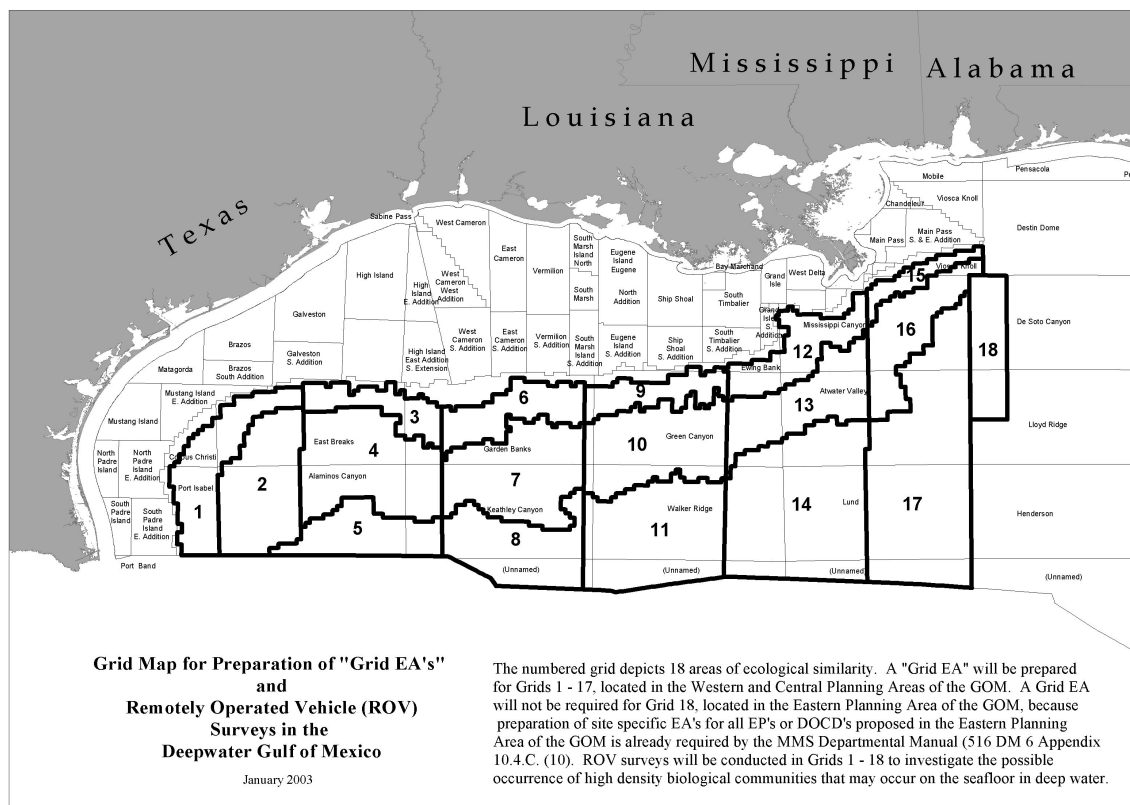 Mississippi
Alabama
Louisiana
Texas
Pensacola
Mobile
Viosca Knoll
Chandeleur
Destin Dome
Main Pass
Main Pass
S. & E. Addition
Sabine Pass
West Cameron
East
Cameron
Vermilion
South
Marsh
Island
North
Eugene
Island
Eugene
Bay Marchand
Grand
Isle
West Delta
Viosca Knoll
15
High Island
High
Island
E. Addition
West
Cameron
West
Addition
South
Marsh
North
Addition
Ship Shoal
South
Timbalier
Galveston
Grand
Isle
S.
Addition
Mississippi Canyon
16
De Soto Canyon
Brazos
West
Cameron
S. Addition
East
Cameron
S. Addition
Vermilion
S. Addition
South
Marsh
Island
S. Addition
Eugene
Island
S. Addition
Ship
Shoal
S. Addition
South
Timbalier
S. Addition
12
18
Galveston
S. Addition
High Island
East Addition
S. Extension
Matagorda
Brazos
South Addition
Ewing Bank
Mustang Island
E. Addition
6
9
Atwater Valley
13
3
Mustang Island
Lloyd Ridge
East Breaks
4
Garden Banks
10
Green Canyon
North
Padre
Island
North
Padre Island
E. Addition
Corpus Christi
2
Alaminos Canyon
7
Port Isabel
1
South
Padre
Island
South
Padre
Island
E. Addition
5
Keathley Canyon
8
Walker Ridge
11
14
Lund
17
Henderson
Port Band
(Unnamed)
(Unnamed)
(Unnamed)
(Unnamed)
Grid Map for Preparation of "Grid EA's"
and
Remotely Operated Vehicle (ROV)
Surveys in the
Deepwater Gulf of Mexico
January 2003
The numbered grid depicts 18 areas of ecological similarity. A "Grid EA" will be prepared
for Grids 1 - 17, located in the Western and Central Planning Areas of the GOM. A Grid EA
will not be required for Grid 18, located in the Eastern Planning Area of the GOM, because
preparation of site specific EA's for all EP's or DOCD's proposed in the Eastern Planning
Area of the GOM is already required by the MMS Departmental Manual (516 DM 6 Appendix
10.4.C. (10). ROV surveys will be conducted in Grids 1 - 18 to investigate the possible
occurrence of high density biological communities that may occur on the seafloor in deep water.